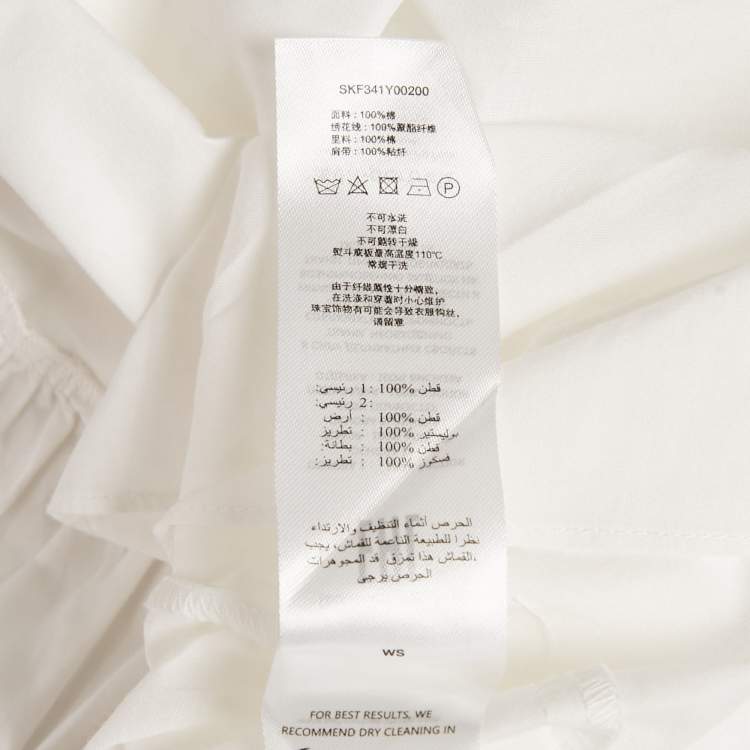 SKF341Y00200
面料 : 100%棉
绣花线 : 100%聚酯纤维
里料 : 100%棉
肩带 : 100%粘纤
P
不可水洗
不可漂白
不可翻转干燥
熨斗底板最高温度110℃
常规干洗
由于纤维属性十分精致,
在洗涤和穿着时小心维护
珠宝饰物有可能会导致衣服钩丝,
请留意
قطن %100 :1 رئيسي:
:2 رئيسي:
قطن %100 : أرض
بوليستير %100 : تطريز
قطن %100 : بطانة:
فسكوز %100 : تطريز:
الحرص أثماء التنظيف والارتداء
نظرا للطبيعة الناعمة للقماش، يجب
القماش هذا تمزق قد المجوهرات،
الحرص يرجى
WS
FOR BEST RESULTS, WE
RECOMMEND DRY CLEANING IN